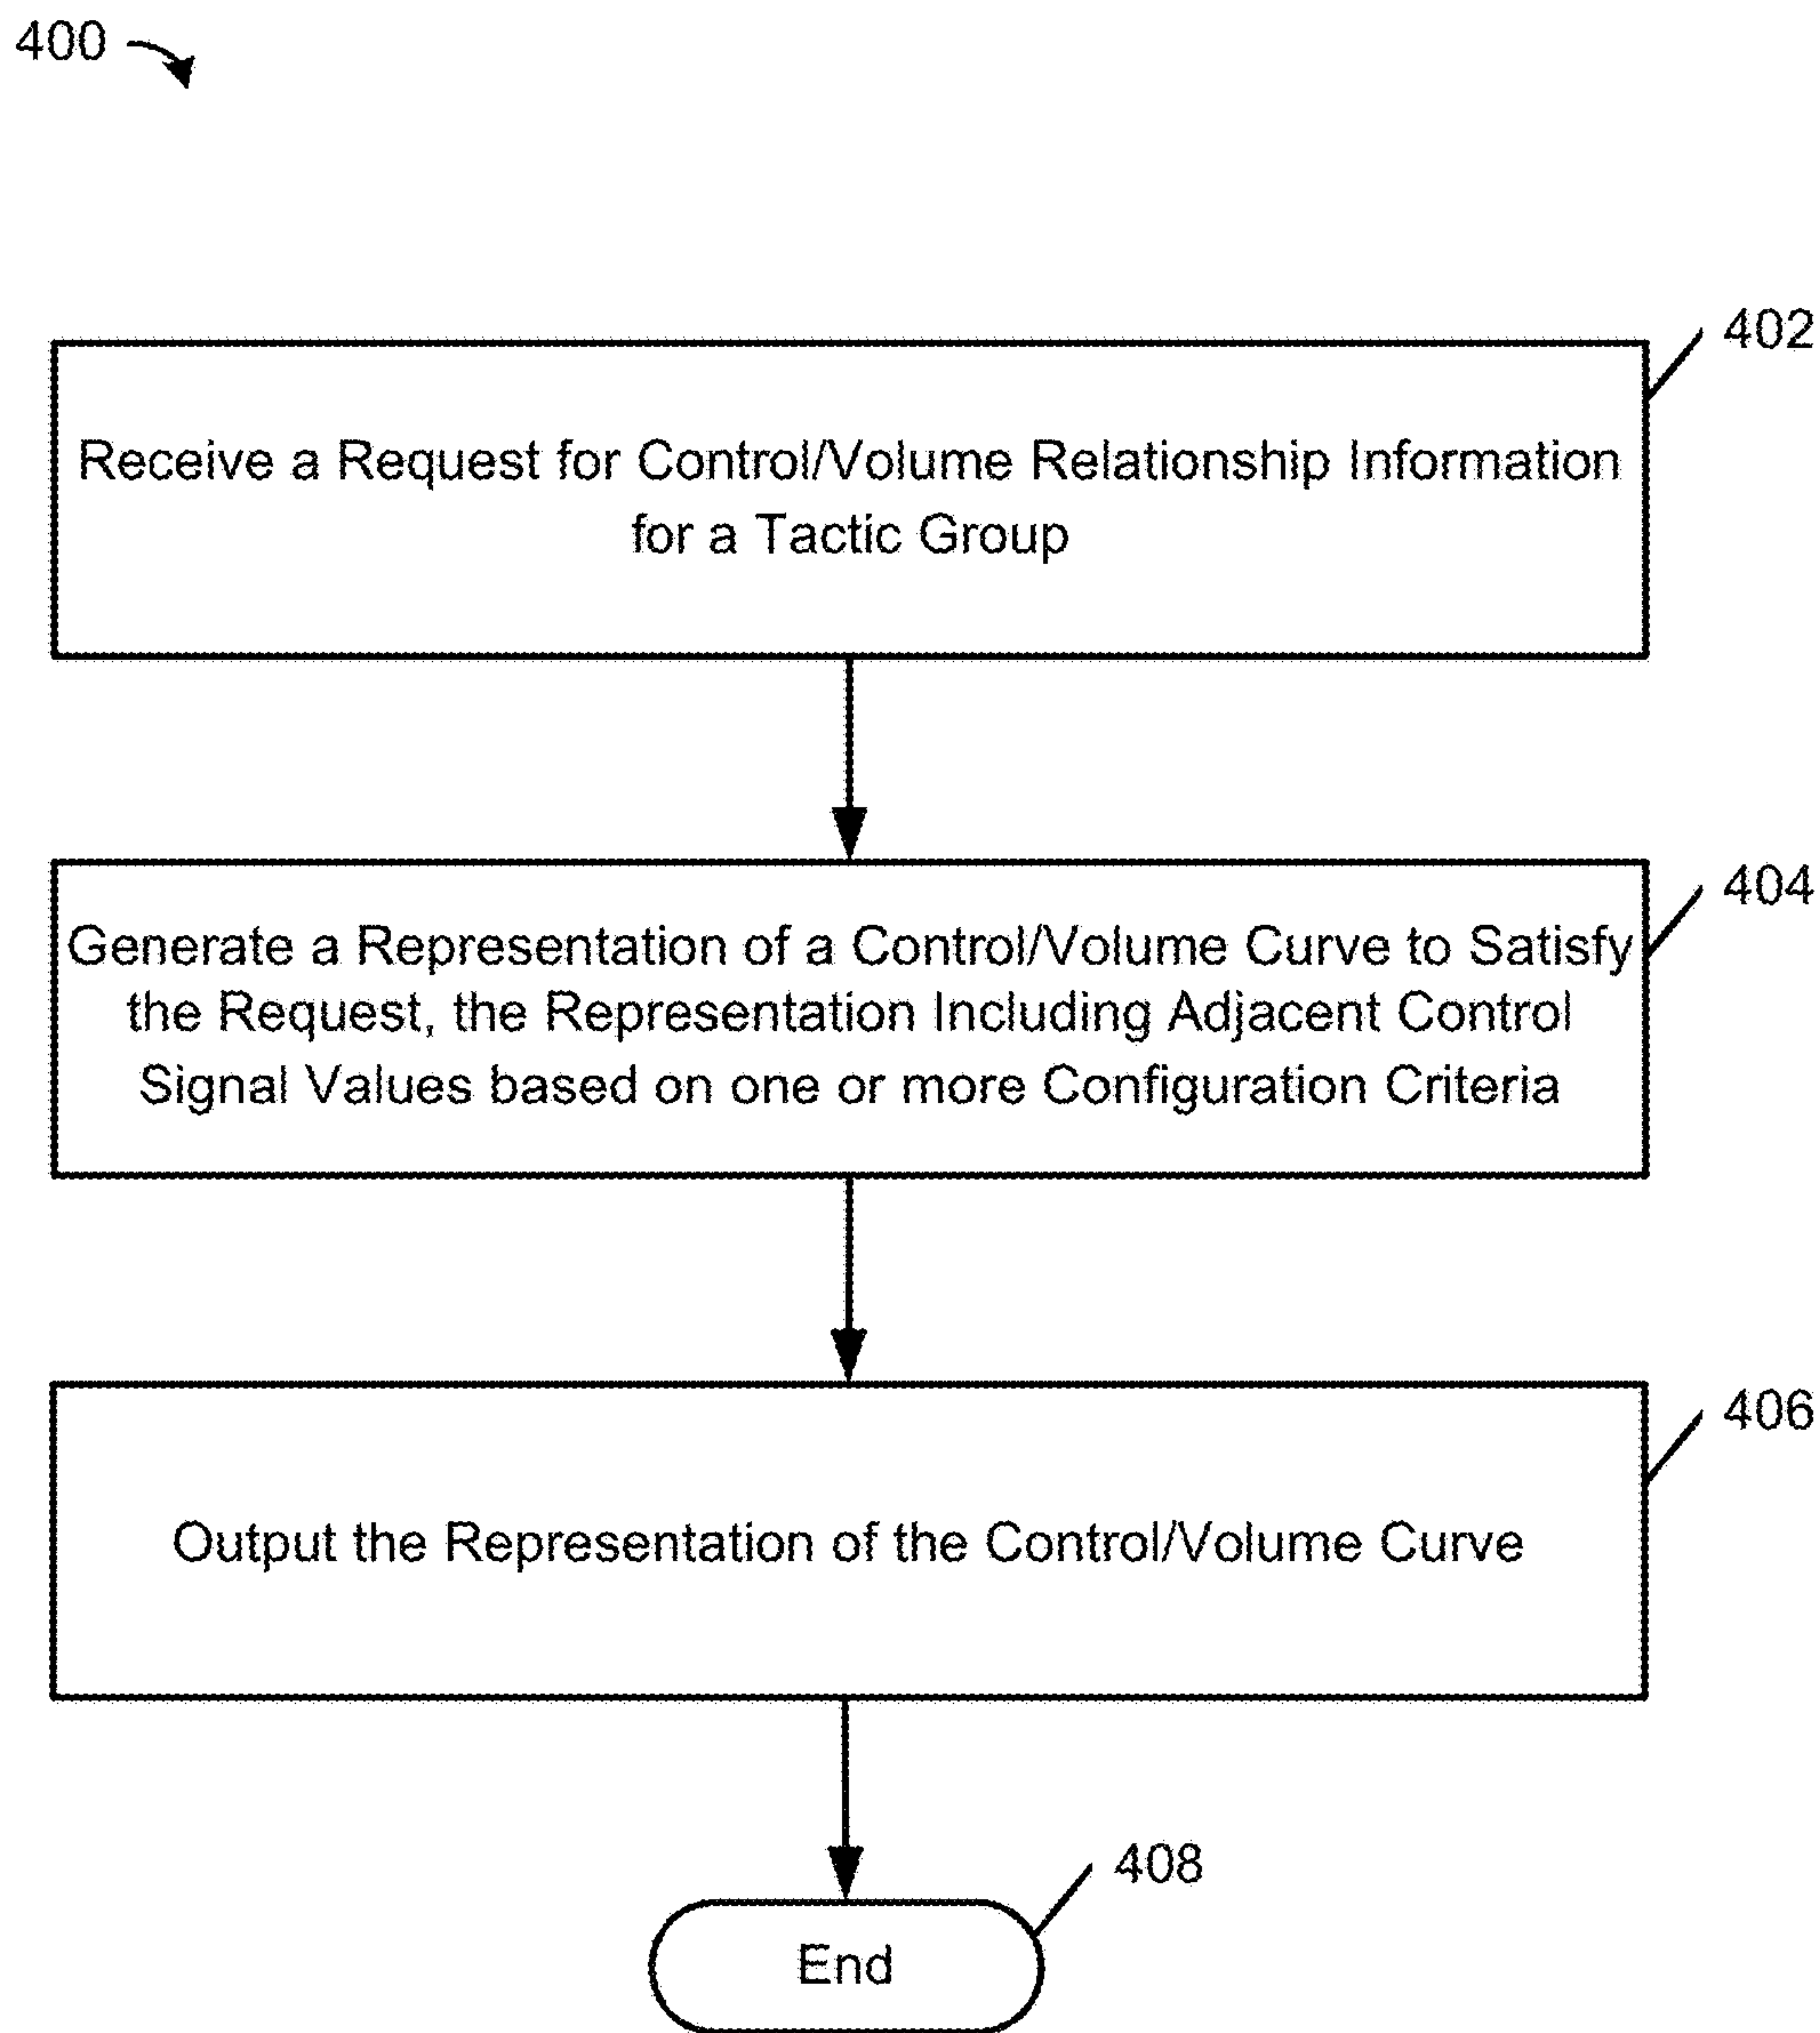 400
402
Receive a Request for Control/Volume Relationship Information
for a Tactic Group
404
Generate a Representation of a Control/Volume Curve to Satisfy
the Request, the Representation Including Adjacent Control
Signal Values based on one or more Configuration Criteria
406
Output the Representation of the Control/Volume Curve
408
End